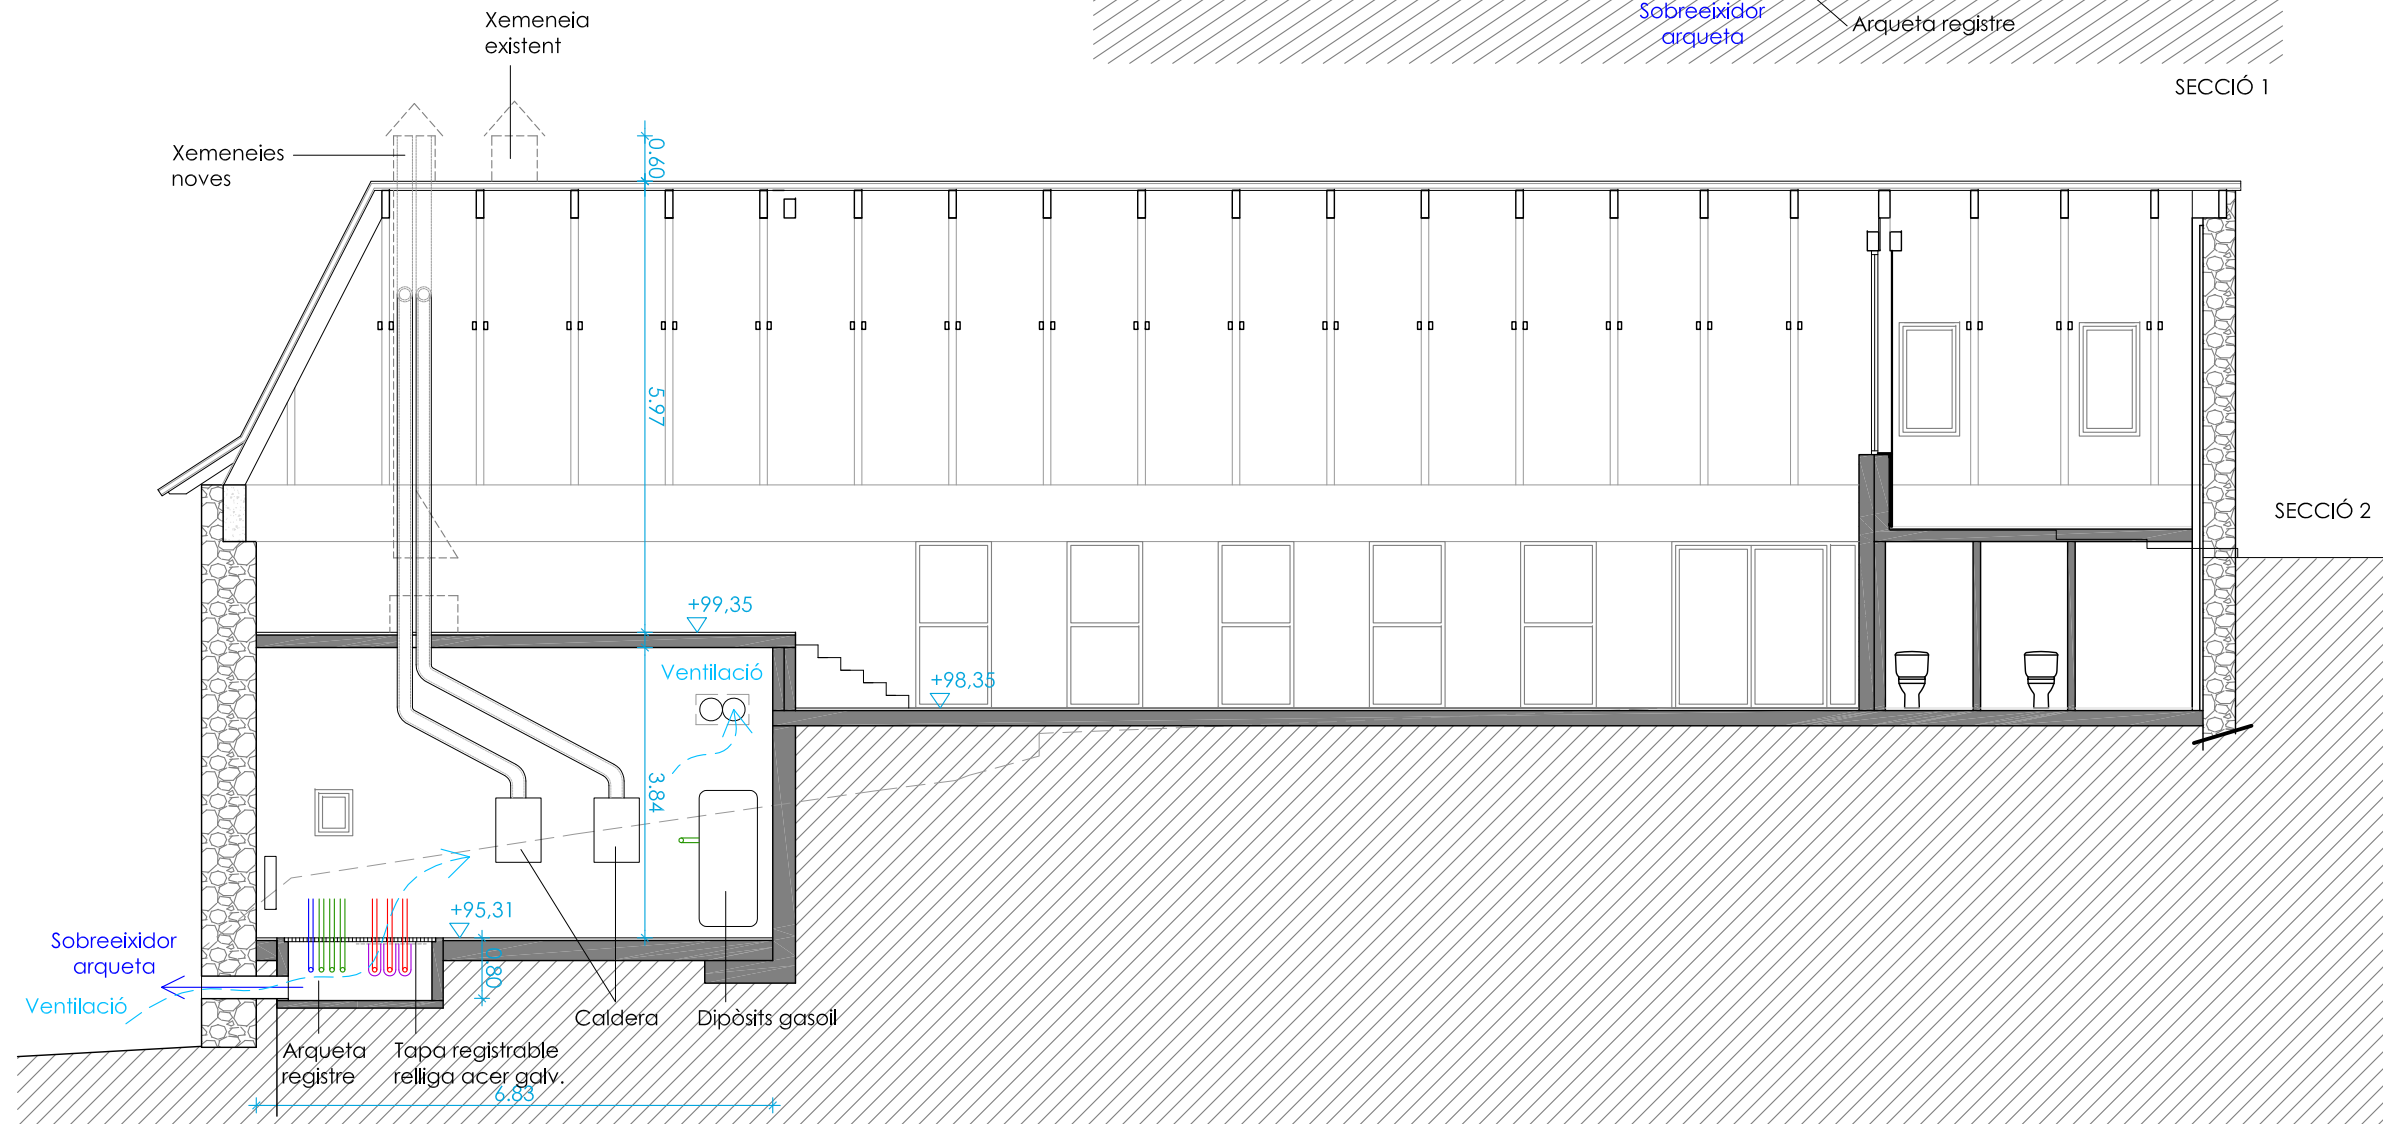 Xemeneia
existent
Sobreeixidor
arqueta
Arqueta registre
SECCIÓ 1
Xemeneies
noves
0.60
5.97
SECCIÓ 2
+99,35
Ventilació
+98,35
3.84
+95,31
Sobreeixidor
arqueta
0.80
Ventilació
Caldera
Dipòsits gasoil
Arqueta
registre
Tapa registrable
relliga acer galv.
6.83